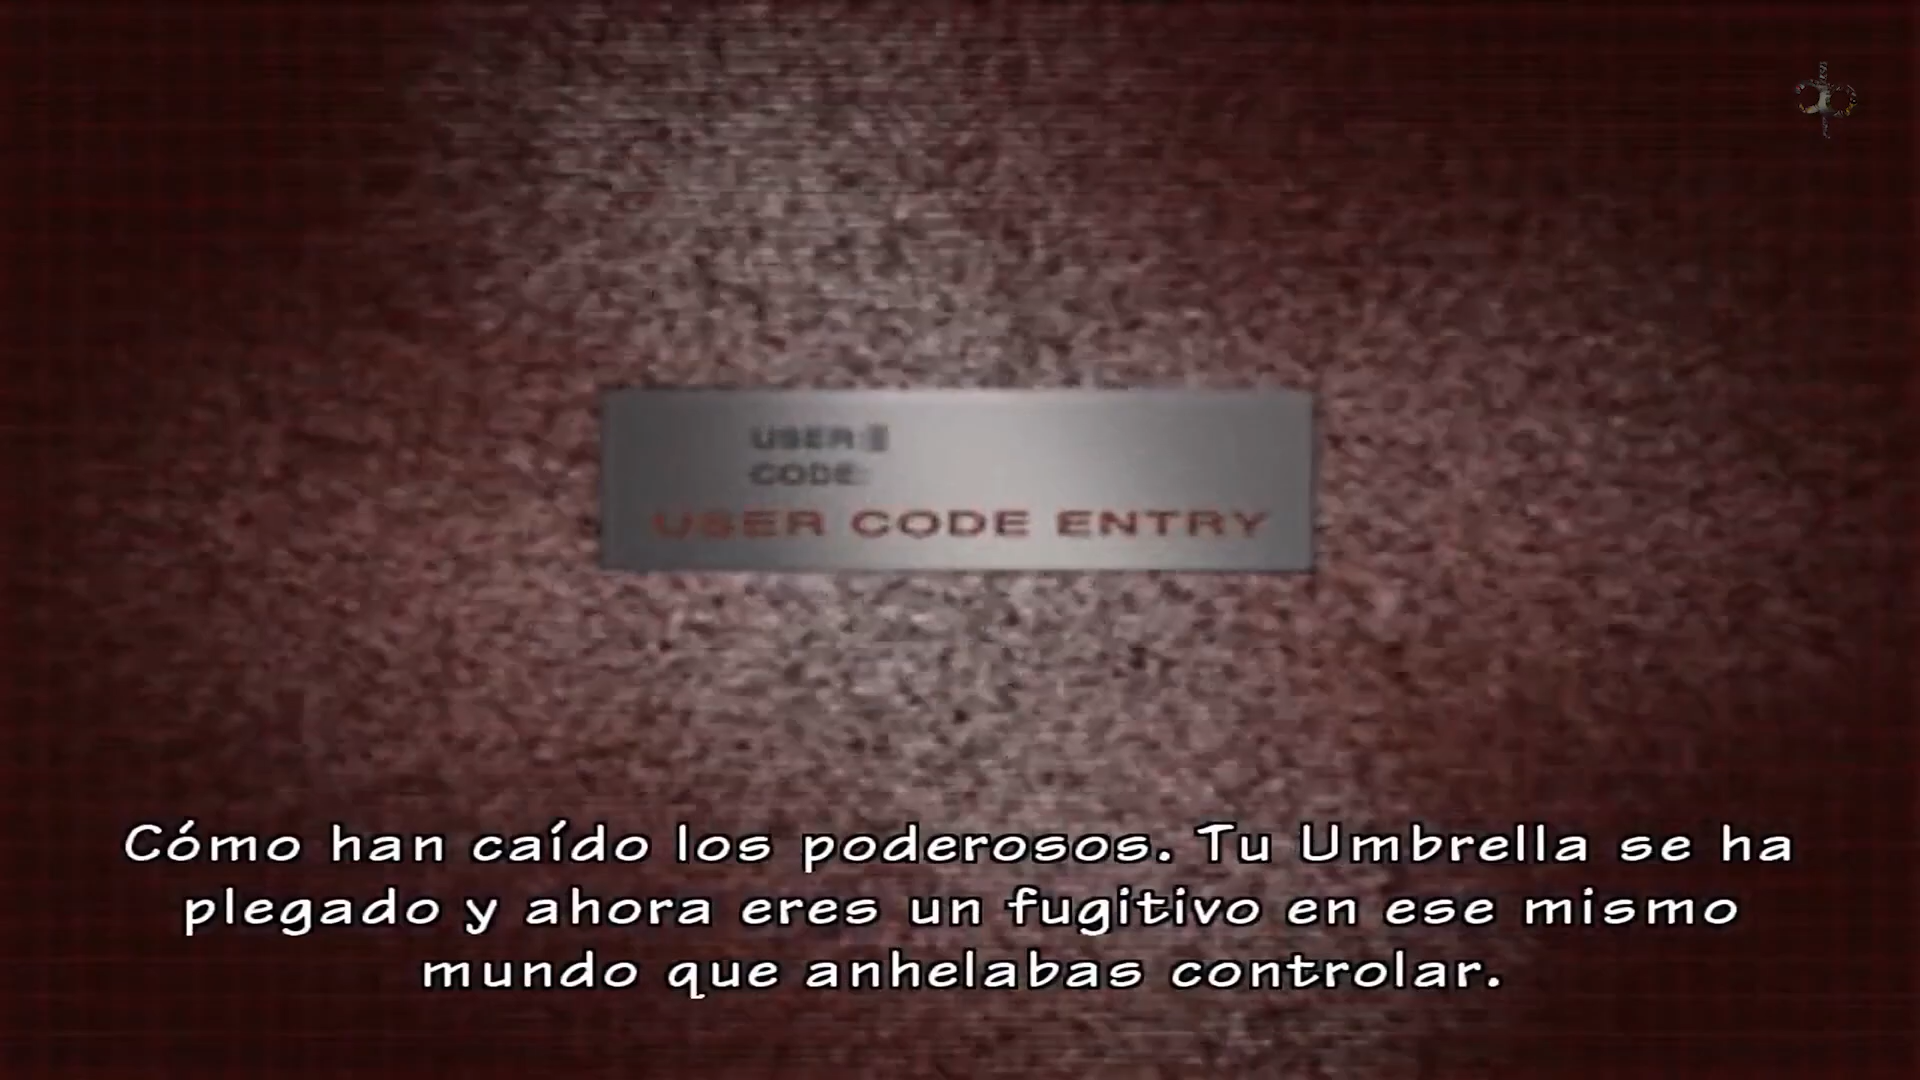 USER:
CODE:
USER CODE ENTRY
Cómo han caído los poderosos. Tu Umbrella se ha
plegado y ahora eres un fugitivo en ese mismo
mundo que anhelabas controlar.